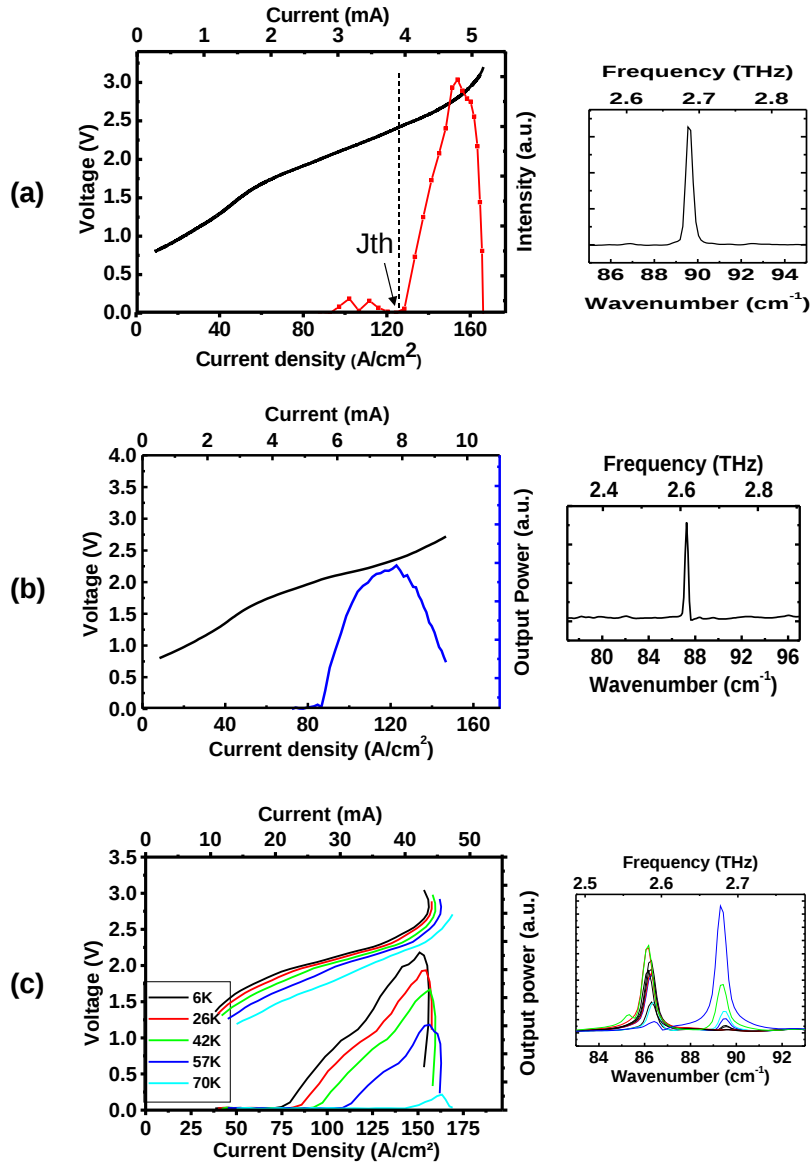 Current (mA)
0 1 2 3 4 5
(a)
Voltage (V)
3.0
2.5
2.0
1.5
1.0
0.5
0.0
Jth
Intensity (a.u.)
0 40 80 120 160
Current density (A/cm2)
Frequency (THz)
2.6 2.7 2.8
86 88 90 92 94
Wavenumber (cm-1)
Current (mA)
0 2 4 6 8 10
(b)
Voltage (V)
4.0
3.5
3.0
2.5
2.0
1.5
1.0
0.5
0.0
Output Power (a.u.)
0 40 80 120 160
Current density (A/cm2)
Frequency (THz)
2.4 2.6 2.8
80 84 88 92 96
Wavenumber (cm-1)
Current (mA)
0 10 20 30 40 50
(c)
Voltage (V)
3.5
3.0
2.5
2.0
1.5
1.0
0.5
0.0
6K
26K
42K
57K
70K
Output power (a.u.)
0 25 50 75 100 125 150 175
Current Density (A/cm²)
Frequency (THz)
2.5 2.6 2.7
84 86 88 90 92
Wavenumber (cm-1)